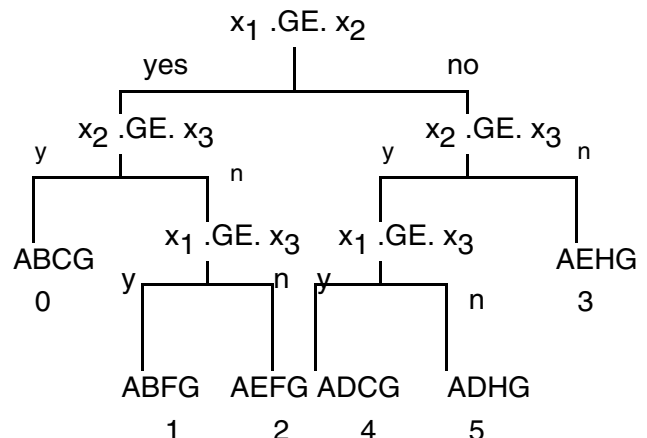 x1 .GE. x2
yes no
x2 .GE. x3 x2 .GE. x3
y n y n
x1 .GE. x3 x1 .GE. x3
ABCG AEHG
y n y n
0 3
ABFG AEFG ADCG ADHG
1 2 4 5